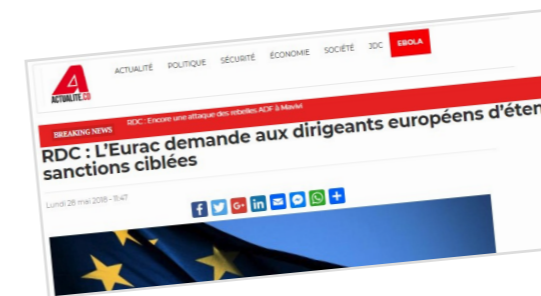 ACTUALITE.CD
ACTUALITÉ POLITIQUE SÉCURITÉ ÉCONOMIE SOCIÉTÉ JDC EBOLA
BREAKING NEWS RDC : Encore une attaque des rebelles ADF à Mavivi
RDC : L'Eurac demande aux dirigeants européens d'éten
sanctions ciblées
Lundi 28 mai 2018 - 11:47